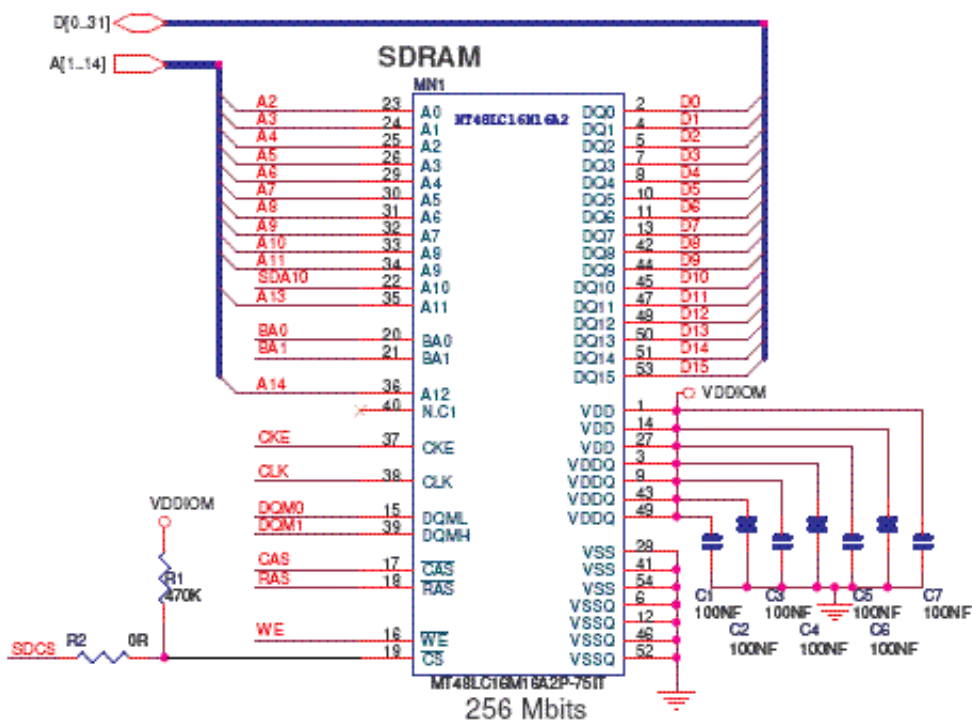 D[0..31]
A[1..14]
SDRAM
MN1
MT48LC16M16A2
A2 23 A0 DQ0 2 D0
A3 24 A1 DQ1 4 D1
A4 25 A2 DQ2 5 D2
A5 26 A3 DQ3 7 D3
A6 29 A4 DQ4 8 D4
A7 30 A5 DQ5 10 D5
A8 31 A6 DQ6 11 D6
A9 32 A7 DQ7 13 D7
A10 33 A8 DQ8 42 D8
A11 34 A9 DQ9 44 D9
SDA10 22 A10 DQ10 45 D10
A13 35 A11 DQ11 47 D11
DQ12 48 D12
BA0 20 BA0 DQ13 50 D13
BA1 21 BA1 DQ14 51 D14
DQ15 53 D15
A14 36 A12
VDDIOM
40 N.C1 VDD 1
VDD 14
CKE 37 CKE VDD 27
VDDQ 3
CLK 38 CLK VDDQ 9
VDDQ 43
DQM0 15 DQML VDDQ 49
DQM1 39 DQMH
VSS 28
CAS 17 CAS VSS 41
RAS 18 RAS VSS 54
VSSQ 6
VSSQ 12
WE 16 WE VSSQ 46
19 CS VSSQ 52
VDDIOM
R1
470K
SDCS R2 0R
C1 C3 C5 C7
100NF 100NF 100NF 100NF
C2 C4 C6
100NF 100NF 100NF
MT48LC16M16A2P-75IT
256 Mbits